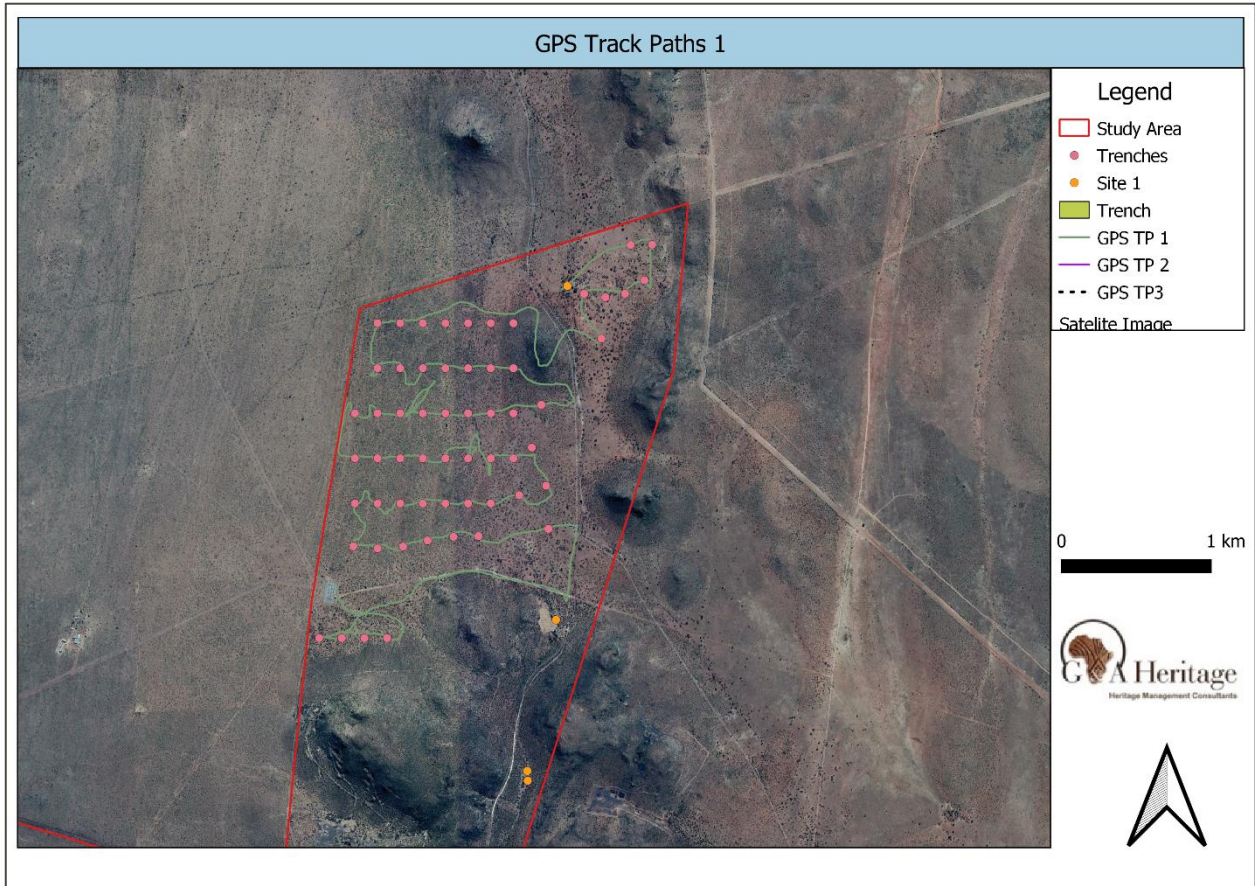 GPS Track Paths 1
Legend
Study Area
Trenches
Site 1
Trench
GPS TP 1
GPS TP 2
GPS TP3
Satelite Image
0 1 km
G A Heritage
Heritage Management Consultants